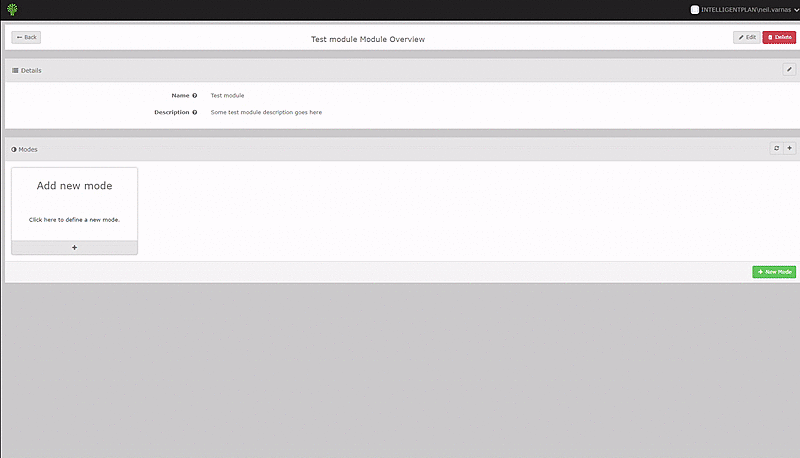 INTELLIGENTPLAN\neil.varnas
Back
Test module Module Overview
Edit
Delete
Details
Name
Test module
Description
Some test module description goes here
Modes
Add new mode
Click here to define a new mode.
+
+ New Mode